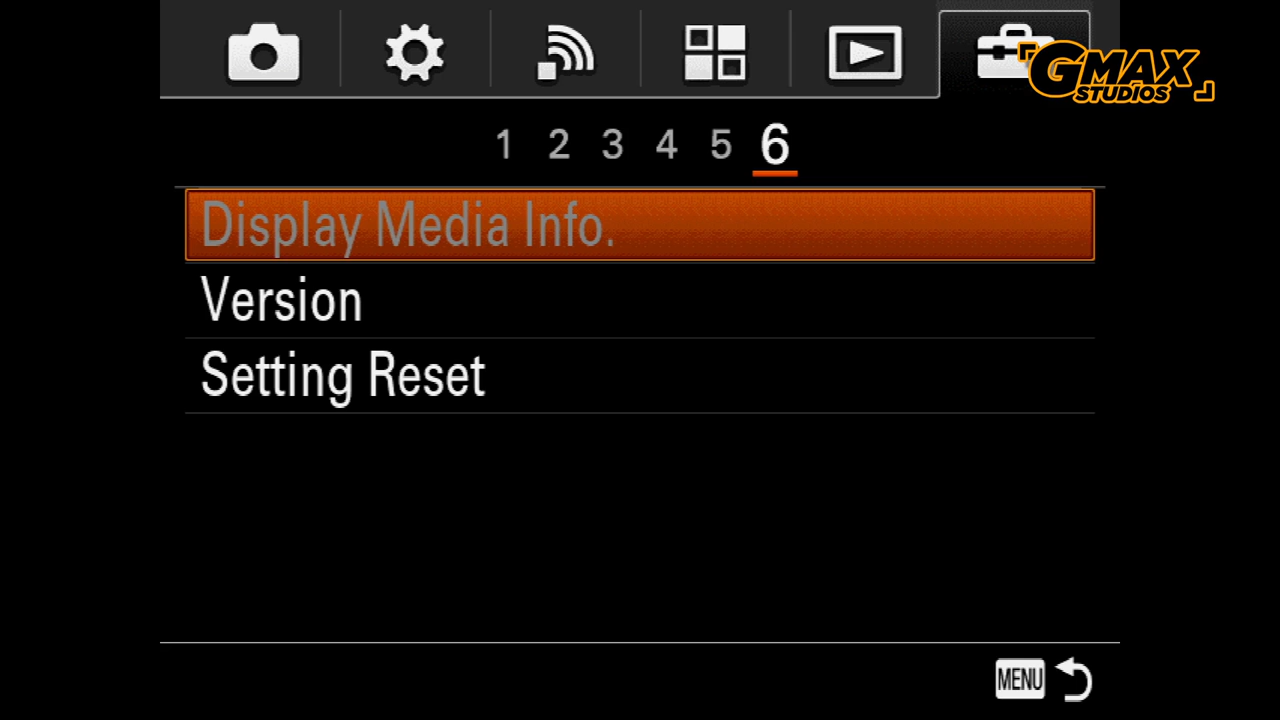 GMAX
STUDIOS
1 2 3 4 5 6
Display Media Info.
Version
Setting Reset
MENU